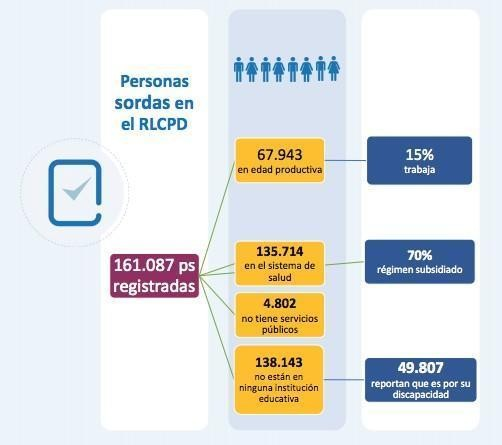 Personas
sordas en
el RLCPD
161.087 ps
registradas
67.943
en edad productiva
15%
trabaja
135.714
en el sistema de
salud
70%
régimen subsidiado
4.802
no tiene servicios
públicos
138.143
no están en
ninguna institución
educativa
49.807
reportan que es por su
discapacidad